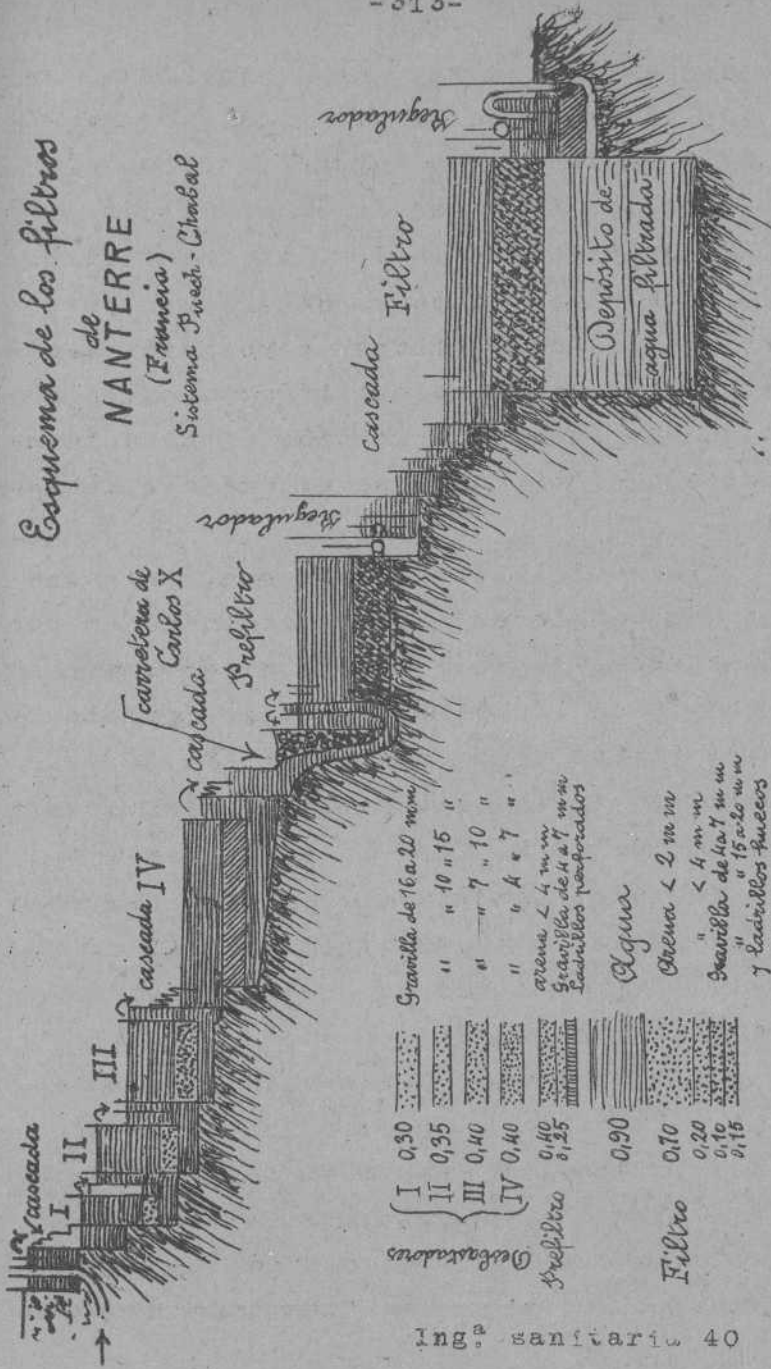 -313-
Esquema de los filtros
de
NANTERRE
(Francia)
Sistema Puech-Chabal
cascada
I
II
III
cascada IV
cascada
carretera de
Carlos X
Prefiltro
Regulador
cascada
Filtro
Regulador
Depósito de
agua filtrada
Desbastadores
I 0,30 Gravilla de 16 a 20 mm
II 0,35 " " 10 " 15 "
III 0,40 " " 7 " 10 "
IV 0,40 " " 4 " 7 "
Prefiltro
0,40 arena < 4 mm
0,25 Gravilla de 4 a 7 mm
Ladrillos perforados
0,90 Agua
Filtro
0,70 Arena < 2 mm
0,20 " < 4 mm
0,10 Gravilla de 4 a 7 mm
0,15 " " 15 a 20 mm
y ladrillos huecos
Ingª sanitaria 40